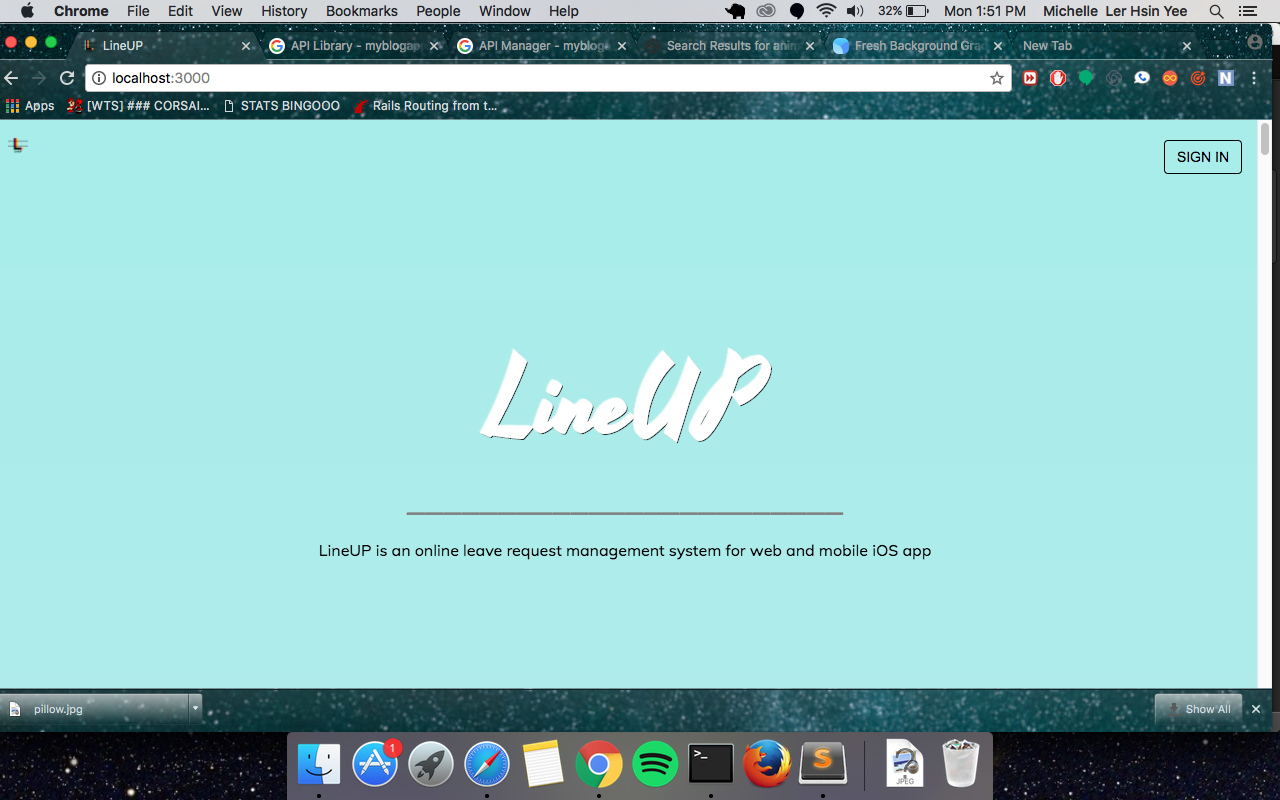 Chrome File Edit View History Bookmarks People Window Help 32% Mon 1:51 PM Michelle Ler Hsin Yee
LineUP API Library - myblogap API Manager - myblog Search Results for anim Fresh Background Grad New Tab
localhost:3000
Apps [WTS] ### CORSAI... STATS BINGOOO Rails Routing from t...
L
SIGN IN
LineUP
LineUP is an online leave request management system for web and mobile iOS app
pillow.jpg Show All
1
JPEG